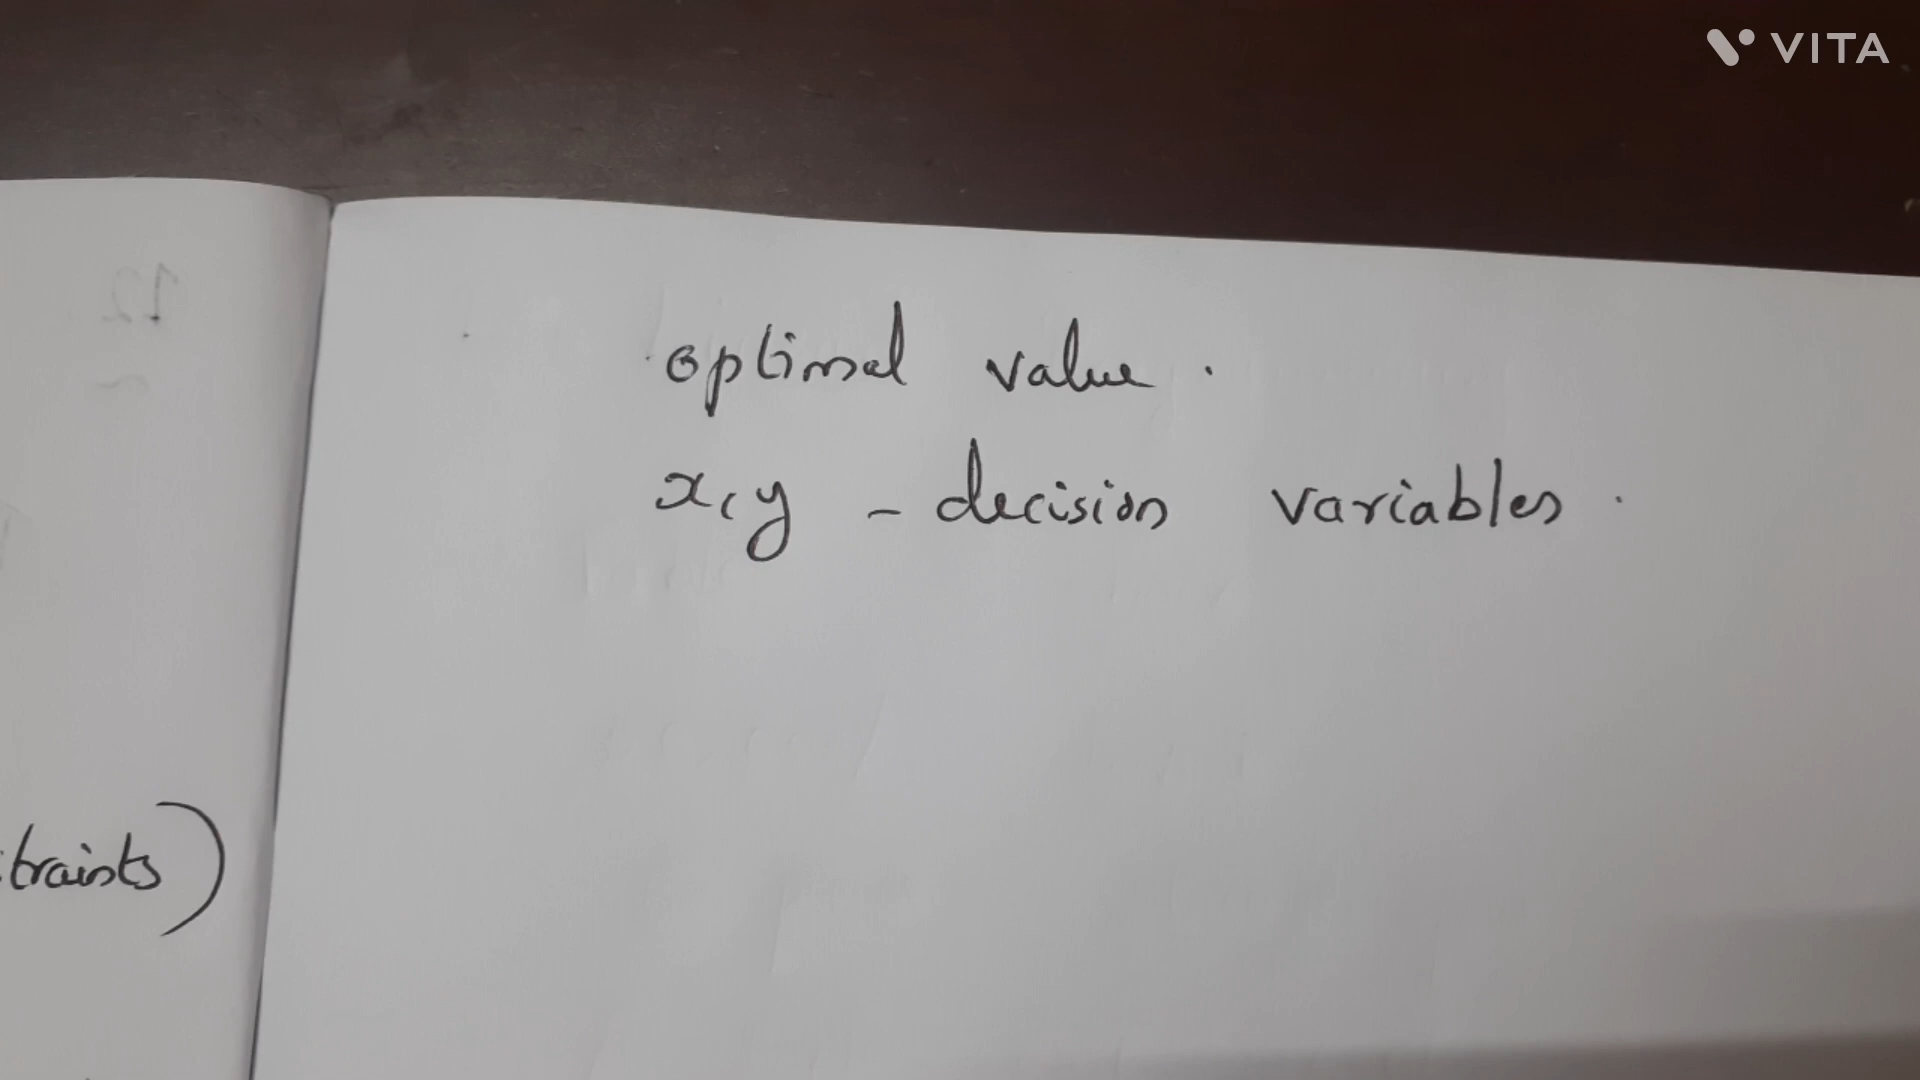 VITA
optimal value .
x, y - decision variables .
traints)